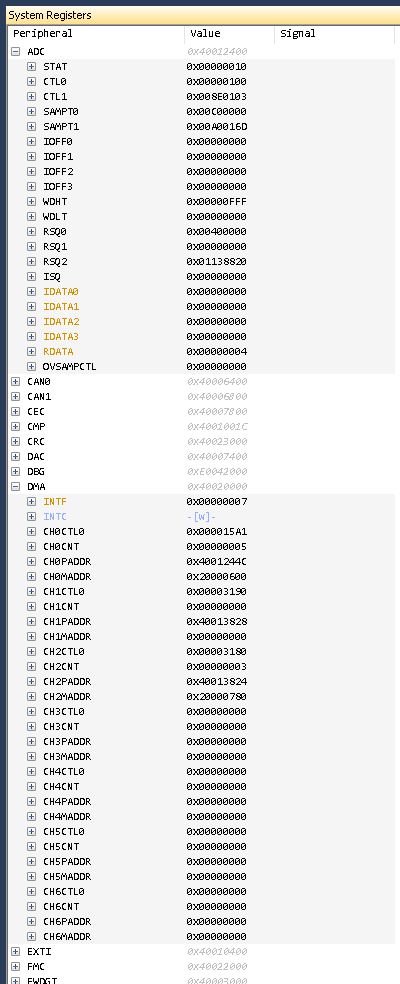 System Registers
Peripheral Value Signal
ADC 0x40012400
STAT 0x00000010
CTL0 0x00000100
CTL1 0x008E0103
SAMPT0 0x00C00000
SAMPT1 0x00A0016D
IOFF0 0x00000000
IOFF1 0x00000000
IOFF2 0x00000000
IOFF3 0x00000000
WDHT 0x00000FFF
WDLT 0x00000000
RSQ0 0x00400000
RSQ1 0x00000000
RSQ2 0x01138820
ISQ 0x00000000
IDATA0 0x00000000
IDATA1 0x00000000
IDATA2 0x00000000
IDATA3 0x00000000
RDATA 0x00000004
OVSAMPCTL 0x00000000
CAN0 0x40006400
CAN1 0x40006800
CEC 0x40007800
CMP 0x4001001C
CRC 0x40023000
DAC 0x40007400
DBG 0xE0042000
DMA 0x40020000
INTF 0x00000007
INTC -[W]-
CH0CTL0 0x000015A1
CH0CNT 0x00000005
CH0PADDR 0x4001244C
CH0MADDR 0x20000600
CH1CTL0 0x00003190
CH1CNT 0x00000000
CH1PADDR 0x40013828
CH1MADDR 0x00000000
CH2CTL0 0x00003180
CH2CNT 0x00000003
CH2PADDR 0x40013824
CH2MADDR 0x20000780
CH3CTL0 0x00000000
CH3CNT 0x00000000
CH3PADDR 0x00000000
CH3MADDR 0x00000000
CH4CTL0 0x00000000
CH4CNT 0x00000000
CH4PADDR 0x00000000
CH4MADDR 0x00000000
CH5CTL0 0x00000000
CH5CNT 0x00000000
CH5PADDR 0x00000000
CH5MADDR 0x00000000
CH6CTL0 0x00000000
CH6CNT 0x00000000
CH6PADDR 0x00000000
CH6MADDR 0x00000000
EXTI 0x40010400
FMC 0x40022000
FWDGT 0x40003000